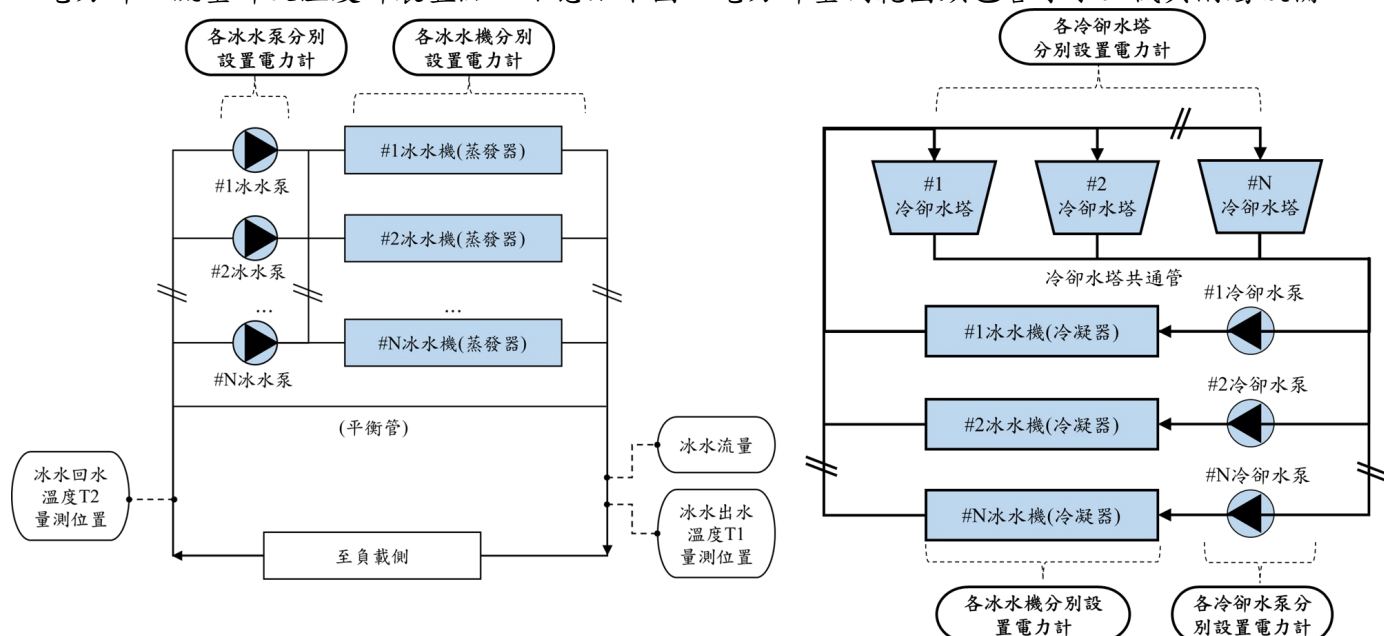 各冰水泵分別
設置電力計
各冰水機分別
設置電力計
#1冰水泵
#1冰水機(蒸發器)
#2冰水泵
#2冰水機(蒸發器)
...
...
#N冰水泵
#N冰水機(蒸發器)
(平衡管)
冰水流量
冰水回水
溫度T2
量測位置
冰水出水
溫度T1
量測位置
至負載側
各冷卻水塔
分別設置電力計
#1
冷卻水塔
#2
冷卻水塔
#N
冷卻水塔
冷卻水塔共通管
#1冷卻水泵
#1冰水機(冷凝器)
#2冷卻水泵
#2冰水機(冷凝器)
#N冷卻水泵
#N冰水機(冷凝器)
各冰水機分別設
置電力計
各冷卻水泵分
別設置電力計